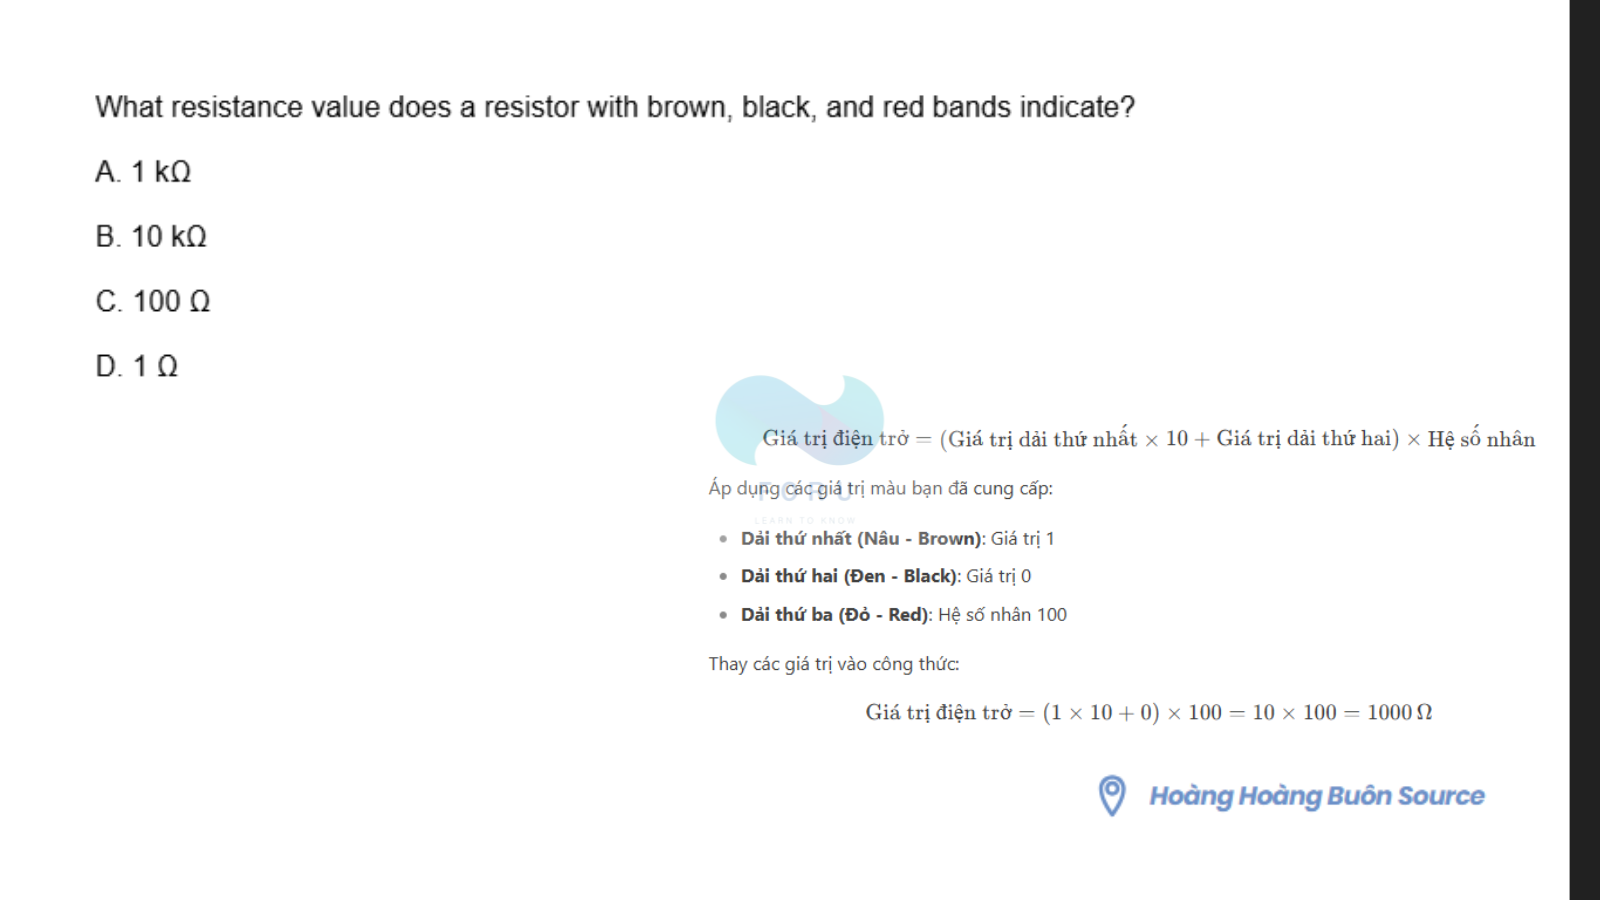 What resistance value does a resistor with brown, black, and red bands indicate?
A. 1 kΩ
B. 10 kΩ
C. 100 Ω
D. 1 Ω
Giá trị điện trở = (Giá trị dải thứ nhất × 10 + Giá trị dải thứ hai) × Hệ số nhân
Áp dụng các giá trị màu bạn đã cung cấp:
LEARN TO KNOW
• Dải thứ nhất (Nâu - Brown): Giá trị 1
• Dải thứ hai (Đen - Black): Giá trị 0
• Dải thứ ba (Đỏ - Red): Hệ số nhân 100
Thay các giá trị vào công thức:
Giá trị điện trở = (1 × 10 + 0) × 100 = 10 × 100 = 1000 Ω
Hoàng Hoàng Buôn Source